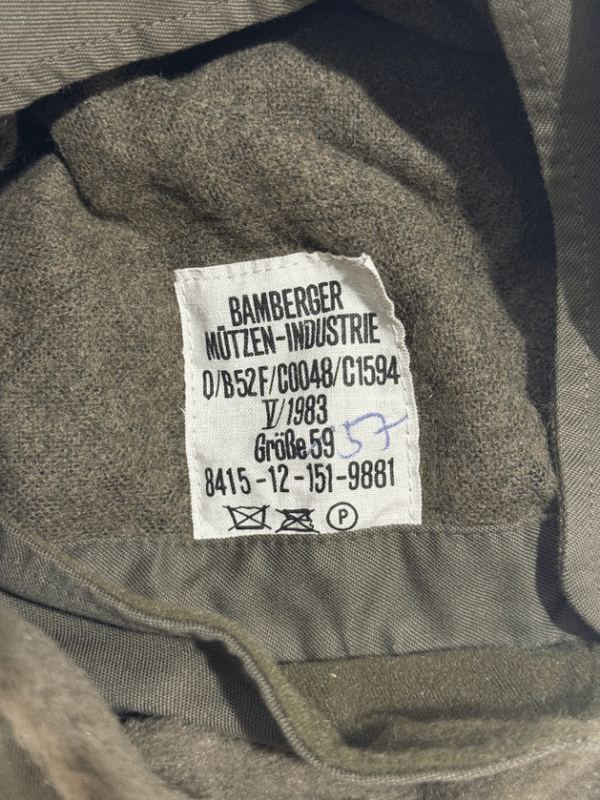 BAMBERGER
MÜTZEN-INDUSTRIE
Q/B52F/C0048/C1594
V/1983
Größe 59 57
8415-12-151-9881
P